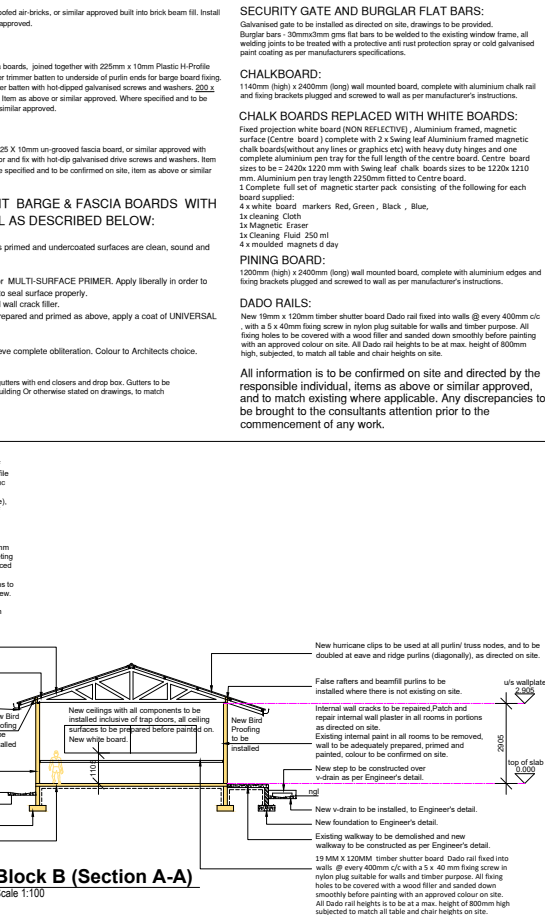 oofed air-bricks, or similar approved built into brick beam fill. Install
approved.
s boards, joined together with 225mm x 10mm Plastic H-Profile
er trimmer batten to underside of purlin ends for barge board fixing.
er batten with hot-dipped galvanised screws and washers. 200 x
Item as above or similar approved. Where specified and to be
similar approved.
25 X 10mm un-grooved fascia board, or similar approved with
or and fix with hot-dip galvanised drive screws and washers. Item
e specified and to be confirmed on site, item as above or similar
T BARGE & FASCIA BOARDS WITH
L AS DESCRIBED BELOW:
s primed and undercoated surfaces are clean, sound and
or MULTI-SURFACE PRIMER. Apply liberally in order to
to seal surface properly.
d wall crack filler.
repared and primed as above, apply a coat of UNIVERSAL
eve complete obliteration. Colour to Architects choice.
gutters with end closers and drop box. Gutters to be
uilding Or otherwise stated on drawings, to match
SECURITY GATE AND BURGLAR FLAT BARS:
Galvanised gate to be installed as directed on site, drawings to be provided.
Burglar bars - 30mmx3mm gms flat bars to be welded to the existing window frame, all
welding joints to be treated with a protective anti rust protection spray or cold galvanised
paint coating as per manufacturers specifications.
CHALKBOARD:
1140mm (high) x 2400mm (long) wall mounted board, complete with aluminium chalk rail
and fixing brackets plugged and screwed to wall as per manufacturer's instructions.
CHALK BOARDS REPLACED WITH WHITE BOARDS:
Fixed projection white board (NON REFLECTIVE) , Aluminium framed, magnetic
surface (Centre board ) complete with 2 x Swing leaf Aluminium framed magnetic
chalk boards(without any lines or graphics etc) with heavy duty hinges and one
complete aluminium pen tray for the full length of the centre board. Centre board
sizes to be = 2420x 1220 mm with Swing leaf chalk boards sizes to be 1220x 1210
mm. Aluminium pen tray length 2250mm fitted to Centre board.
1 Complete full set of magnetic starter pack consisting of the following for each
board supplied:
4 x white board markers Red, Green , Black , Blue,
1x cleaning Cloth
1x Magnetic Eraser
1x Cleaning Fluid 250 ml
4 x moulded magnets d day
PINING BOARD:
1200mm (high) x 2400mm (long) wall mounted board, complete with aluminium edges and
fixing brackets plugged and screwed to wall as per manufacturer's instructions.
DADO RAILS:
New 19mm x 120mm timber shutter board Dado rail fixed into walls @ every 400mm c/c
, with a 5 x 40mm fixing screw in nylon plug suitable for walls and timber purpose. All
fixing holes to be covered with a wood filler and sanded down smoothly before painting
with an approved colour on site. All Dado rail heights to be at max. height of 800mm
high, subjected, to match all table and chair heights on site.
All information is to be confirmed on site and directed by the
responsible individual, items as above or similar approved,
and to match existing where applicable. Any discrepancies to
be brought to the consultants attention prior to the
commencement of any work.
file
c
e),
mm
ting
ced
s to
ew.
New hurricane clips to be used at all purlin/ truss nodes, and to be
doubled at eave and ridge purlins (diagonally), as directed on site.
False rafters and beamfill purlins to be
installed where there is not existing on site.
u/s wallplate
2.905
Internal wall cracks to be repaired,Patch and
repair internal wall plaster in all rooms in portions
as directed on site.
Existing internal paint in all rooms to be removed,
wall to be adequately prepared, primed and
painted, colour to be confirmed on site.
2905
top of slab
0.000
w Bird
ofing
be
alled
New ceilings with all components to be
installed inclusive of trap doors, all ceiling
surfaces to be prepared before painted on.
New white board.
New Bird
Proofing
to be
installed
1105
New step to be constructed over
v-drain as per Engineer's detail.
ngl
New v-drain to be installed, to Engineer's detail.
New foundation to Engineer's detail.
Existing walkway to be demolished and new
walkway to be constructed as per Engineer's detail.
19 MM X 120MM timber shutter board Dado rail fixed into
walls @ every 400mm c/c with a 5 x 40 mm fixing screw in
nylon plug suitable for walls and timber purpose. All fixing
holes to be covered with a wood filler and sanded down
smoothly before painting with an approved colour on site.
All Dado rail heights is to be at a max. height of 800mm high
subjected to match all table and chair heights on site.
Block B (Section A-A)
Scale 1:100